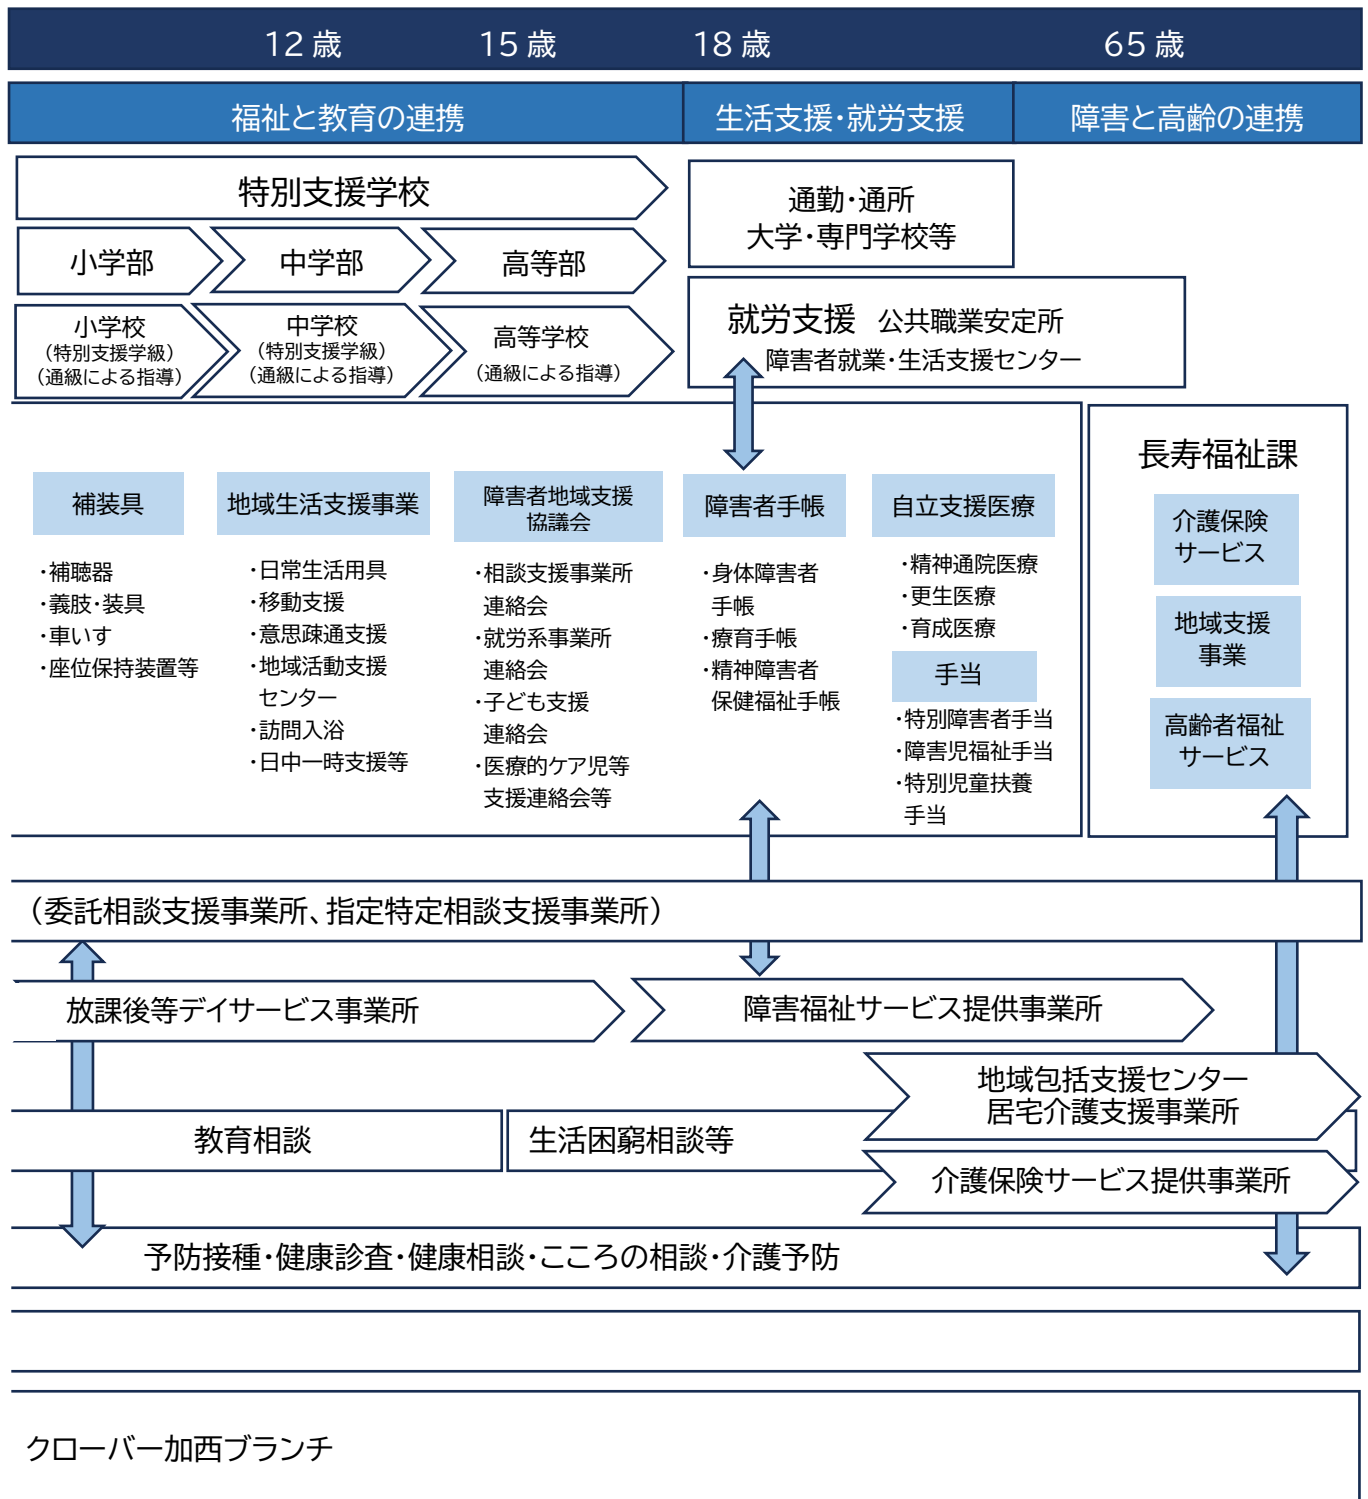 12歳
15歳
18歳
65歳
福祉と教育の連携
生活支援・就労支援
障害と高齢の連携
特別支援学校
小学部
中学部
高等部
小学校
（特別支援学級）
（通級による指導）
中学校
（特別支援学級）
（通級による指導）
高等学校
（通級による指導）
通勤・通所
大学・専門学校等
就労支援 公共職業安定所
障害者就業・生活支援センター
補装具
・補聴器
・義肢・装具
・車いす
・座位保持装置等
地域生活支援事業
・日常生活用具
・移動支援
・意思疎通支援
・地域活動支援
センター
・訪問入浴
・日中一時支援等
障害者地域支援
協議会
・相談支援事業所
連絡会
・就労系事業所
連絡会
・子ども支援
連絡会
・医療的ケア児等
支援連絡会等
障害者手帳
・身体障害者
手帳
・療育手帳
・精神障害者
保健福祉手帳
自立支援医療
・精神通院医療
・更生医療
・育成医療
手当
・特別障害者手当
・障害児福祉手当
・特別児童扶養
手当
長寿福祉課
介護保険
サービス
地域支援
事業
高齢者福祉
サービス
（委託相談支援事業所、指定特定相談支援事業所）
放課後等デイサービス事業所
障害福祉サービス提供事業所
地域包括支援センター
居宅介護支援事業所
教育相談
生活困窮相談等
介護保険サービス提供事業所
予防接種・健康診査・健康相談・こころの相談・介護予防
クローバー加西ブランチ